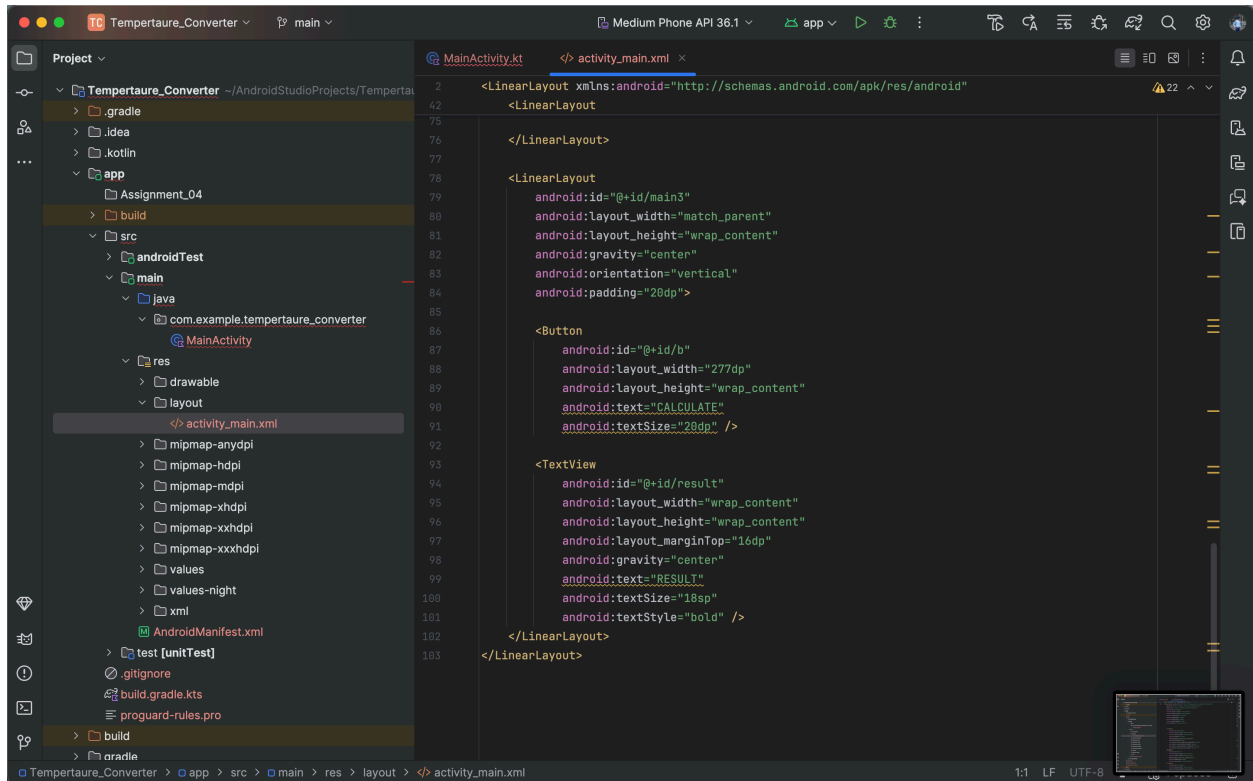 TC Tempertaure_Converter main Medium Phone API 36.1 app
Project
MainActivity.kt
activity_main.xml
Tempertaure_Converter ~/AndroidStudioProjects/Tempertau
.gradle
.idea
.kotlin
app
Assignment_04
build
src
androidTest
main
java
com.example.tempertaure_converter
MainActivity
res
drawable
layout
</> activity_main.xml
mipmap-anydpi
mipmap-hdpi
mipmap-mdpi
mipmap-xhdpi
mipmap-xxhdpi
mipmap-xxxhdpi
values
values-night
xml
AndroidManifest.xml
test [unitTest]
.gitignore
build.gradle.kts
proguard-rules.pro
build
gradle
22
2 <LinearLayout xmlns:android="http://schemas.android.com/apk/res/android"
42 <LinearLayout
75
76 </LinearLayout>
77
78 <LinearLayout
79 android:id="@+id/main3"
80 android:layout_width="match_parent"
81 android:layout_height="wrap_content"
82 android:gravity="center"
83 android:orientation="vertical"
84 android:padding="20dp">
85
86 <Button
87 android:id="@+id/b"
88 android:layout_width="277dp"
89 android:layout_height="wrap_content"
90 android:text="CALCULATE"
91 android:textSize="20dp" />
92
93 <TextView
94 android:id="@+id/result"
95 android:layout_width="wrap_content"
96 android:layout_height="wrap_content"
97 android:layout_marginTop="16dp"
98 android:gravity="center"
99 android:text="RESULT"
100 android:textSize="18sp"
101 android:textStyle="bold" />
102 </LinearLayout>
103 </LinearLayout>
Tempertaure_Converter > app > src > main > res > layout > </> activity_main.xml
1:1 LF UTF-8